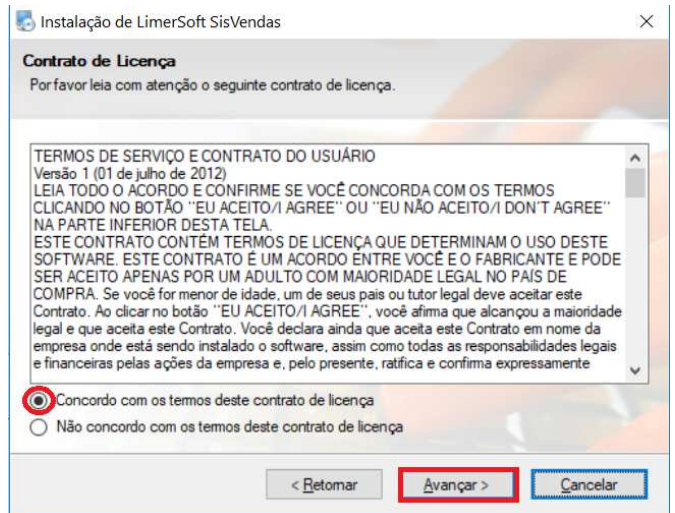 Instalação de LimerSoft SisVendas
Contrato de Licença
Por favor leia com atenção o seguinte contrato de licença.
TERMOS DE SERVIÇO E CONTRATO DO USUÁRIO
Versão 1 (01 de julho de 2012)
LEIA TODO O ACORDO E CONFIRME SE VOCÊ CONCORDA COM OS TERMOS
CLICANDO NO BOTÃO "EU ACEITO/I AGREE" OU "EU NÃO ACEITO/I DON'T AGREE"
NA PARTE INFERIOR DESTA TELA.
ESTE CONTRATO CONTÉM TERMOS DE LICENÇA QUE DETERMINAM O USO DESTE
SOFTWARE. ESTE CONTRATO É UM ACORDO ENTRE VOCÊ E O FABRICANTE E PODE
SER ACEITO APENAS POR UM ADULTO COM MAIORIDADE LEGAL NO PAÍS DE
COMPRA. Se você for menor de idade, um de seus pais ou tutor legal deve aceitar este
Contrato. Ao clicar no botão "EU ACEITO/I AGREE", você afirma que alcançou a maioridade
legal e que aceita este Contrato. Você declara ainda que aceita este Contrato em nome da
empresa onde está sendo instalado o software, assim como todas as responsabilidades legais
e financeiras pelas ações da empresa e, pelo presente, ratifica e confirma expressamente
Concordo com os termos deste contrato de licença
Não concordo com os termos deste contrato de licença
< Retornar
Avançar >
Cancelar